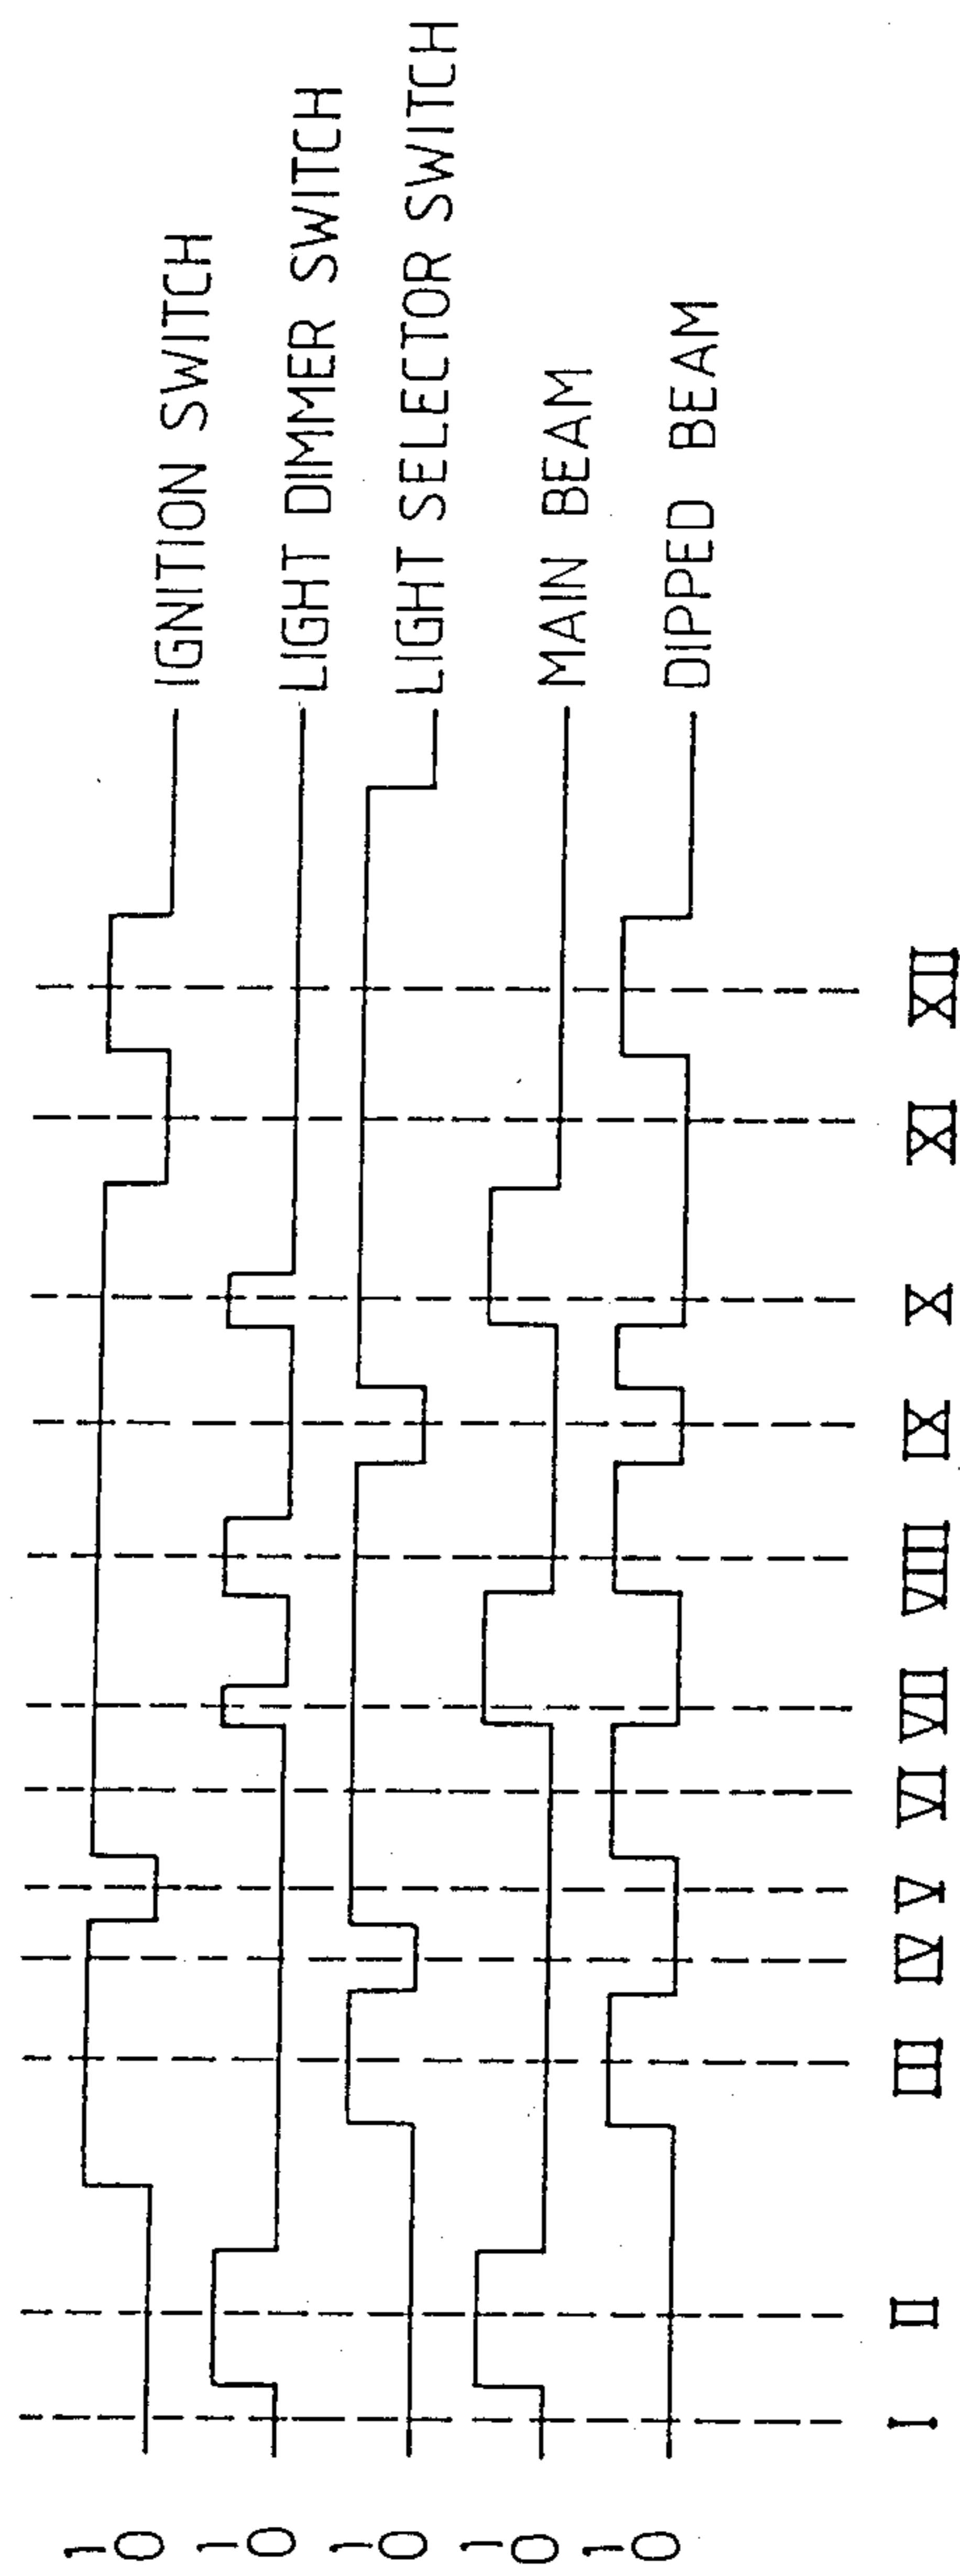 1
0
IGNITION SWITCH
1
0
LIGHT DIMMER SWITCH
1
0
LIGHT SELECTOR SWITCH
1
0
MAIN BEAM
1
0
DIPPED BEAM
I II III IV V VI VII VIII IX X XI XII